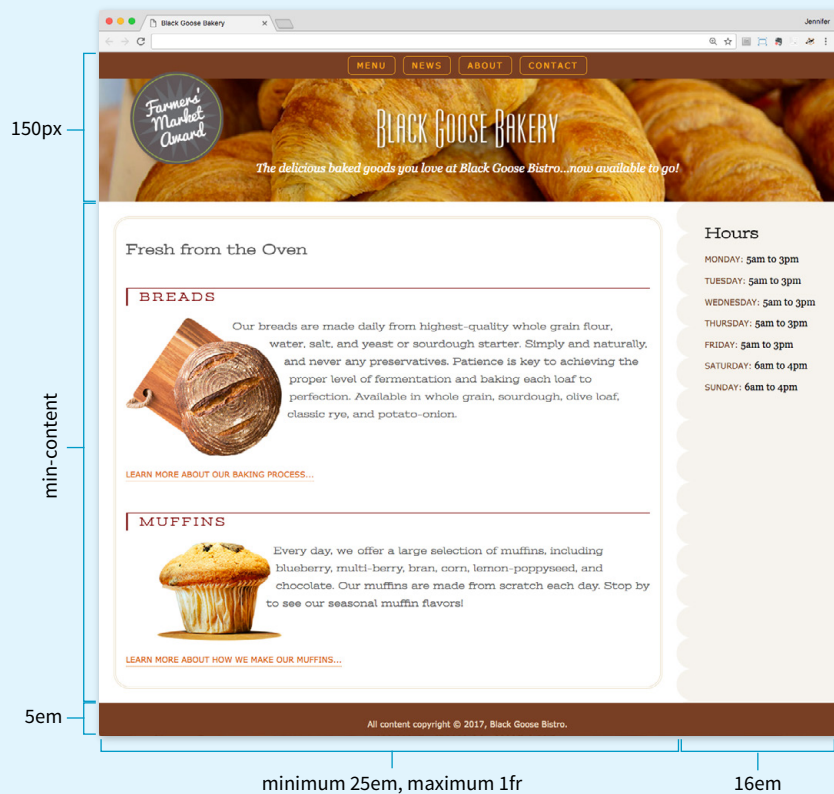 Black Goose Bakery
Jennifer
MENU NEWS ABOUT CONTACT
150px
Farmers'
Market
Award
BLACK GOOSE BAKERY
The delicious baked goods you love at Black Goose Bistro...now available to go!
Fresh from the Oven
BREADS
Our breads are made daily from highest-quality whole grain flour,
water, salt, and yeast or sourdough starter. Simply and naturally,
and never any preservatives. Patience is key to achieving the
proper level of fermentation and baking each loaf to
perfection. Available in whole grain, sourdough, olive loaf,
classic rye, and potato-onion.
LEARN MORE ABOUT OUR BAKING PROCESS...
MUFFINS
Every day, we offer a large selection of muffins, including
blueberry, multi-berry, bran, corn, lemon-poppyseed, and
chocolate. Our muffins are made from scratch each day. Stop by
to see our seasonal muffin flavors!
LEARN MORE ABOUT HOW WE MAKE OUR MUFFINS...
Hours
MONDAY: 5am to 3pm
TUESDAY: 5am to 3pm
WEDNESDAY: 5am to 3pm
THURSDAY: 5am to 3pm
FRIDAY: 5am to 3pm
SATURDAY: 6am to 4pm
SUNDAY: 6am to 4pm
min-content
5em
All content copyright © 2017, Black Goose Bistro.
minimum 25em, maximum 1fr
16em